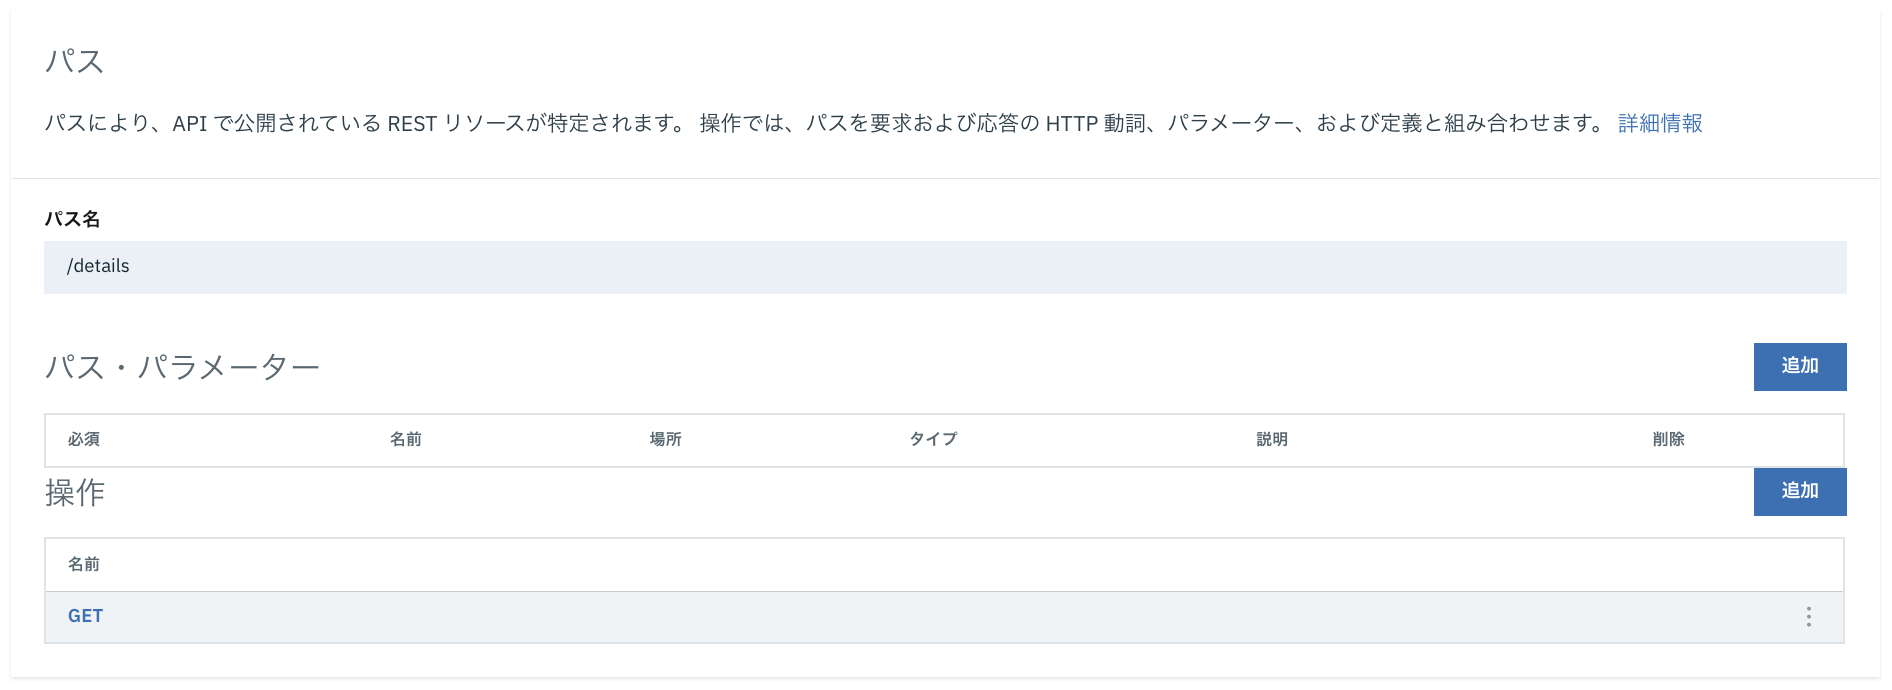 パス
パスにより、API で公開されている REST リソースが特定されます。 操作では、パスを要求および応答の HTTP 動詞、パラメーター、および定義と組み合わせます。 詳細情報
パス名
/details
パス・パラメーター 追加
必須 名前 場所 タイプ 説明 削除
操作 追加
名前
GET